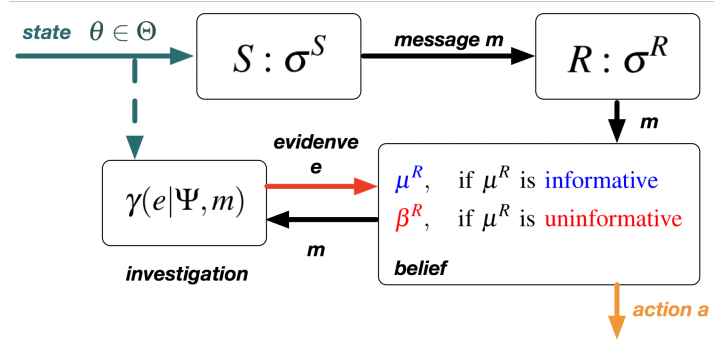 state θ ∈ Θ
S : σ^S
message m
R : σ^R
m
evidenve
e
γ(e|Ψ, m)
μ^R, if μ^R is informative
β^R, if μ^R is uninformative
m
investigation
belief
action a